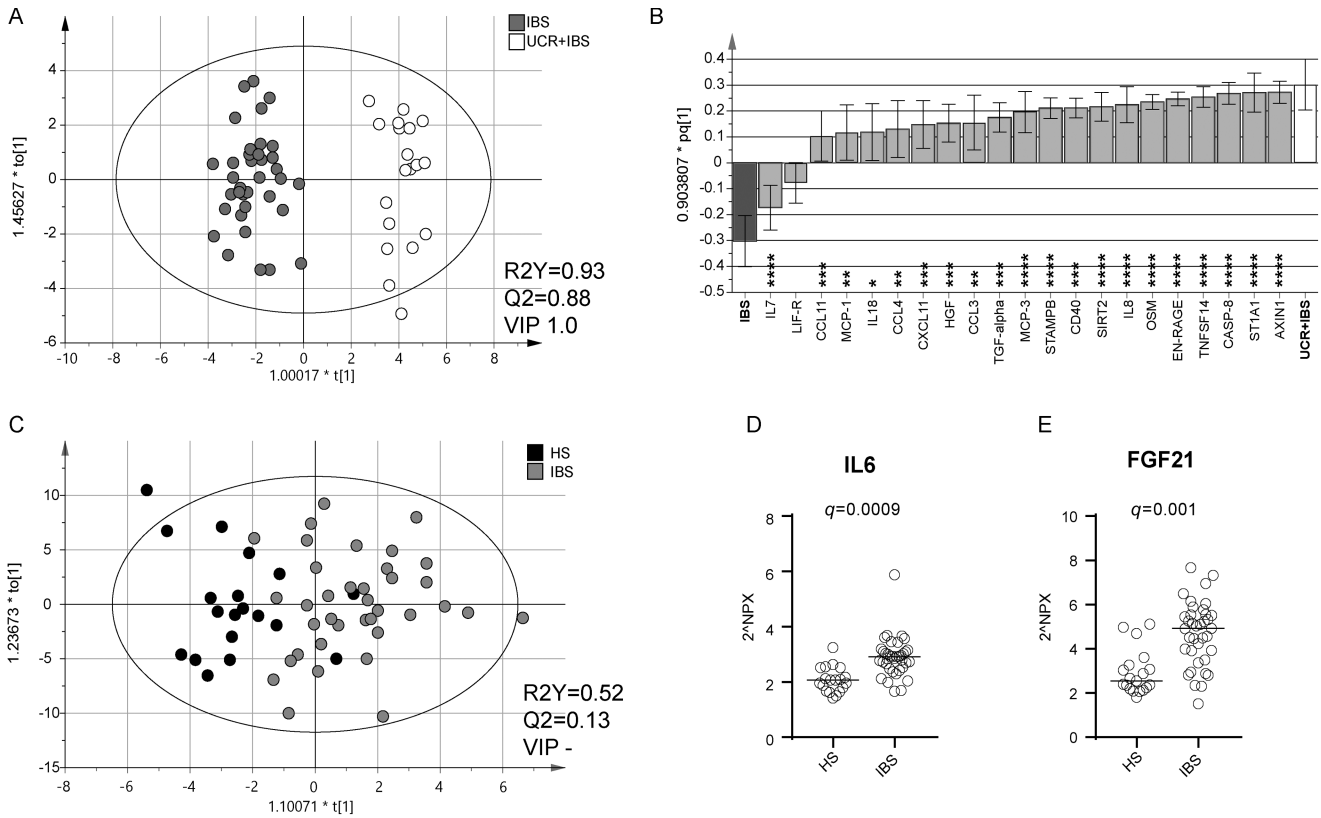 A
IBS
UCR+IBS
4
2
0
-2
-4
-6
1.45627 * to[1]
R2Y=0.93
Q2=0.88
VIP 1.0
-10 -8 -6 -4 -2 0 2 4 6 8
1.00017 * t[1]
B
0.4
0.3
0.2
0.1
0
-0.1
-0.2
-0.3
-0.4
-0.5
0.903807 * pq[1]
**** **** ** * ** *** *** ** *** **** **** *** **** **** **** **** **** **** **** ****
IBS
IL7
LIF-R
CCL11
MCP-1
IL18
CCL4
CXCL11
HGF
CCL3
TGF-alpha
MCP-3
STAMPB
CD40
SIRT2
IL8
OSM
EN-RAGE
TNFSF14
CASP-8
ST1A1
AXIN1
UCR+IBS
C
HS
IBS
10
5
0
-5
-10
-15
1.23673 * to[1]
R2Y=0.52
Q2=0.13
VIP -
-8 -6 -4 -2 0 2 4 6 8
1.10071 * t[1]
D
IL6
q=0.0009
8
6
4
2
0
2^NPX
HS
IBS
E
FGF21
q=0.001
10
8
6
4
2
0
2^NPX
HS
IBS